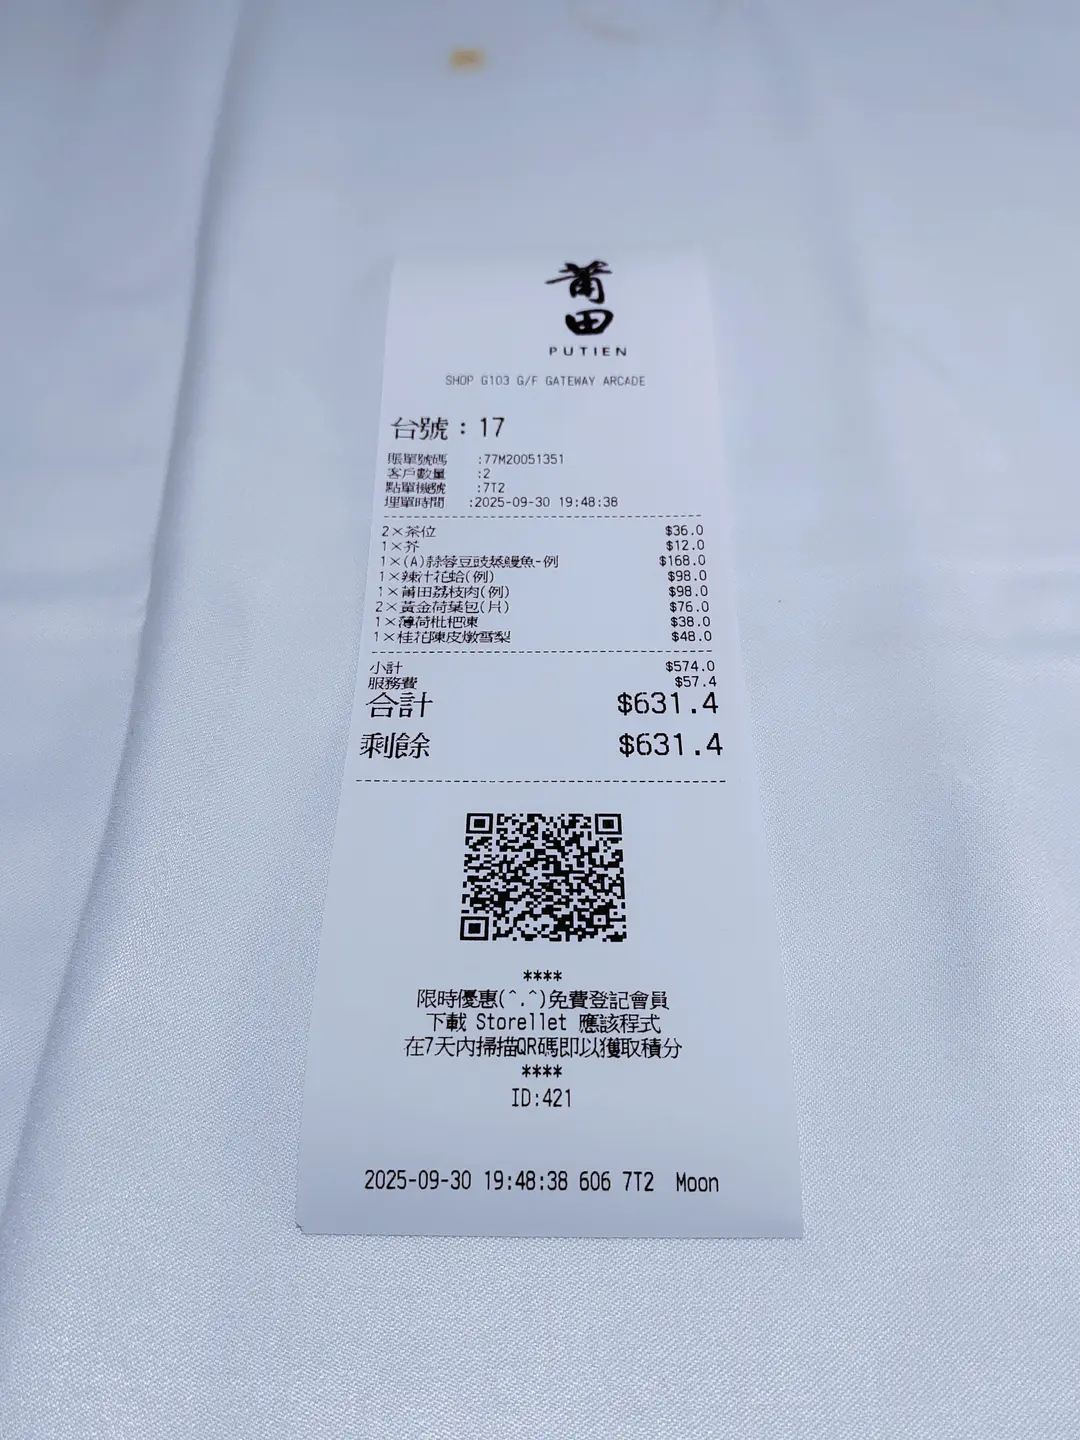 莆田
PUTIEN
SHOP G103 G/F GATEWAY ARCADE
台號：17
賬單號碼 :77M20051351
客戶數量 :2
點單機號 :7T2
埋單時間 :2025-09-30 19:48:38
2×茶位 $36.0
1×芥 $12.0
1×(A)蒜蓉豆豉蒸鰻魚-例 $168.0
1×辣汁花蛤(例) $98.0
1×莆田荔枝肉(例) $98.0
2×黃金荷葉包(片) $76.0
1×薄荷枇杷凍 $38.0
1×桂花陳皮燉雪梨 $48.0
小計 $574.0
服務費 $57.4
合計 $631.4
剩餘 $631.4
****
限時優惠(^.^)免費登記會員
下載 Storellet 應該程式
在7天內掃描QR碼即以獲取積分
****
ID:421
2025-09-30 19:48:38 606 7T2 Moon